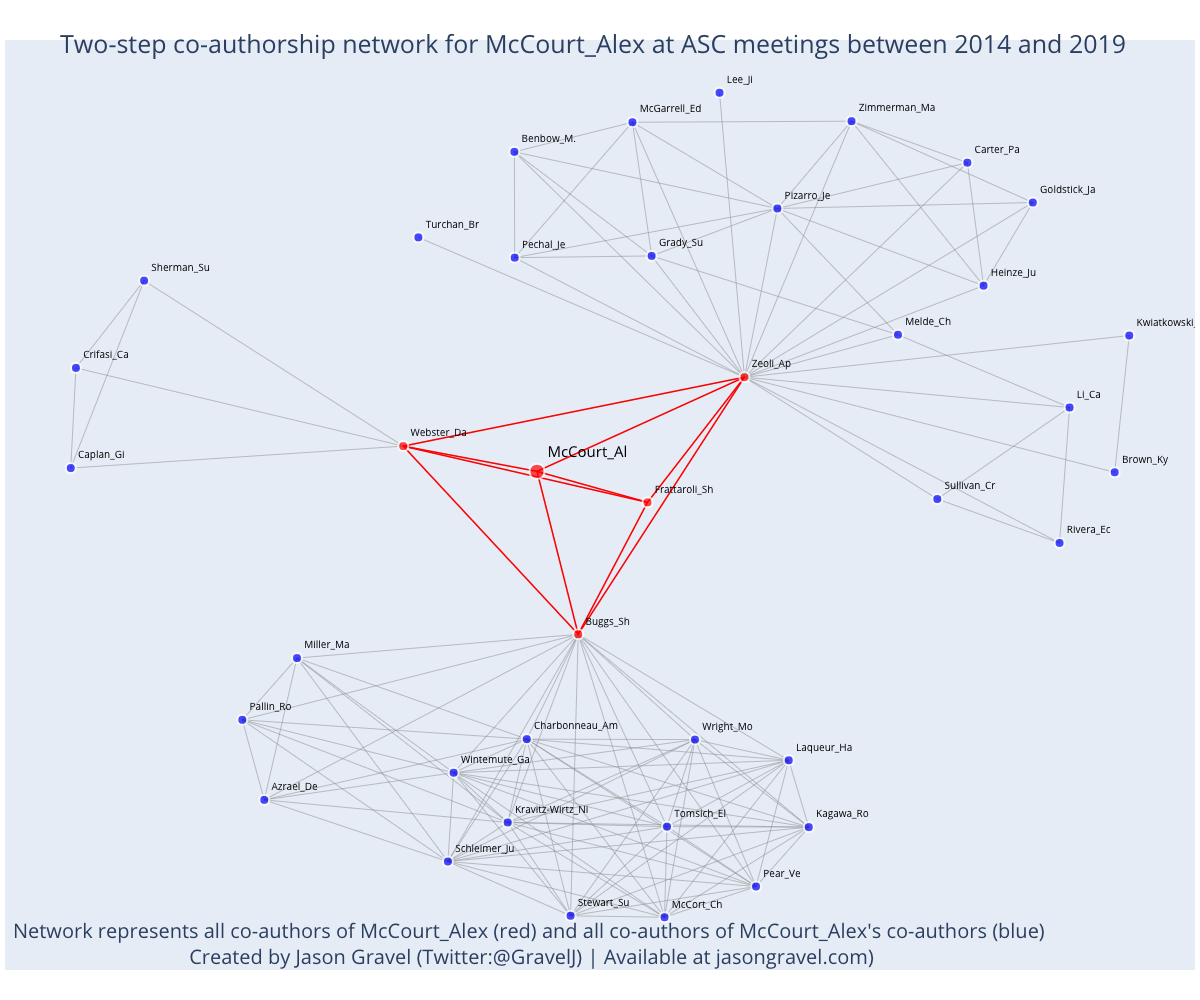 Two-step co-authorship network for McCourt_Alex at ASC meetings between 2014 and 2019
Lee_Ji
McGarrell_Ed
Zimmerman_Ma
Benbow_M.
Carter_Pa
Goldstick_Ja
Pizarro_Je
Turchan_Br
Pechal_Je
Grady_Su
Sherman_Su
Heinze_Ju
Melde_Ch
Kwiatkowski_
Crifasi_Ca
Zeoli_Ap
Li_Ca
Webster_Da
McCourt_Al
Caplan_Gi
Brown_Ky
Frattaroli_Sh
Sullivan_Cr
Rivera_Ec
Buggs_Sh
Miller_Ma
Pallin_Ro
Charbonneau_Am
Wright_Mo
Laqueur_Ha
Wintemute_Ga
Azrael_De
Kravitz-Wirtz_Ni
Tomsich_El
Kagawa_Ro
Schleimer_Ju
Pear_Ve
Stewart_Su
McCort_Ch
Network represents all co-authors of McCourt_Alex (red) and all co-authors of McCourt_Alex's co-authors (blue)
Created by Jason Gravel (Twitter:@GravelJ) | Available at jasongravel.com)